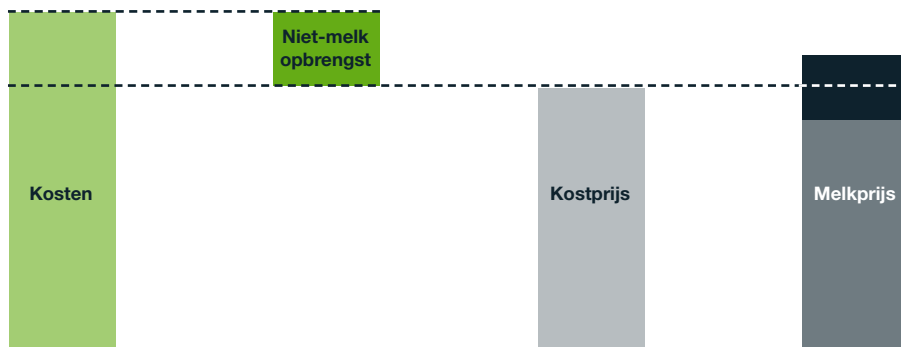 Niet-melk
opbrengst
Kosten
Kostprijs
Melkprijs